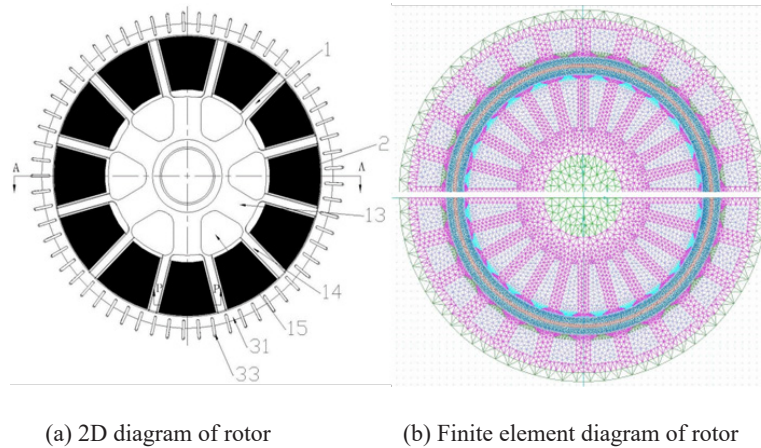 1
2
A A
13
14
P P
15
31
33
(a) 2D diagram of rotor (b) Finite element diagram of rotor